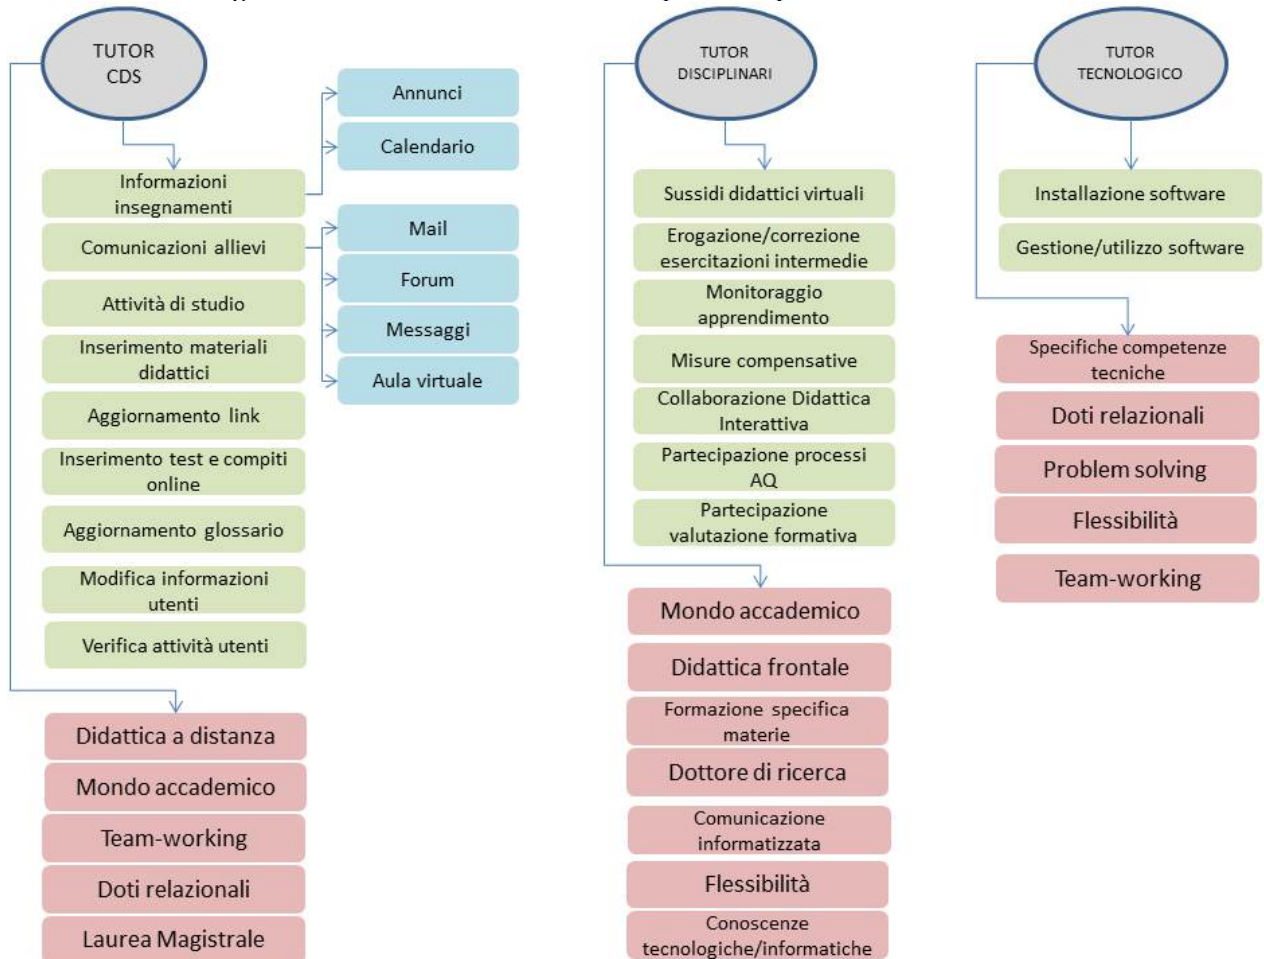 TUTOR
CDS
Informazioni
insegnamenti
Comunicazioni allievi
Attività di studio
Inserimento materiali
didattici
Aggiornamento link
Inserimento test e compiti
online
Aggiornamento glossario
Modifica informazioni
utenti
Verifica attività utenti
Annunci
Calendario
Mail
Forum
Messaggi
Aula virtuale
Didattica a distanza
Mondo accademico
Team-working
Doti relazionali
Laurea Magistrale
TUTOR
DISCIPLINARI
Sussidi didattici virtuali
Erogazione/correzione
esercitazioni intermedie
Monitoraggio
apprendimento
Misure compensative
Collaborazione Didattica
Interattiva
Partecipazione processi
AQ
Partecipazione
valutazione formativa
Mondo accademico
Didattica frontale
Formazione specifica
materie
Dottore di ricerca
Comunicazione
informatizzata
Flessibilità
Conoscenze
tecnologiche/informatiche
TUTOR
TECNOLOGICO
Installazione software
Gestione/utilizzo software
Specifiche competenze
tecniche
Doti relazionali
Problem solving
Flessibilità
Team-working